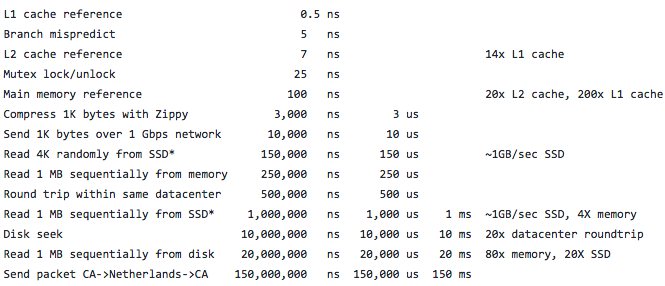 L1 cache reference 0.5 ns
Branch mispredict 5 ns
L2 cache reference 7 ns 14x L1 cache
Mutex lock/unlock 25 ns
Main memory reference 100 ns 20x L2 cache, 200x L1 cache
Compress 1K bytes with Zippy 3,000 ns 3 us
Send 1K bytes over 1 Gbps network 10,000 ns 10 us
Read 4K randomly from SSD* 150,000 ns 150 us ~1GB/sec SSD
Read 1 MB sequentially from memory 250,000 ns 250 us
Round trip within same datacenter 500,000 ns 500 us
Read 1 MB sequentially from SSD* 1,000,000 ns 1,000 us 1 ms ~1GB/sec SSD, 4X memory
Disk seek 10,000,000 ns 10,000 us 10 ms 20x datacenter roundtrip
Read 1 MB sequentially from disk 20,000,000 ns 20,000 us 20 ms 80x memory, 20X SSD
Send packet CA->Netherlands->CA 150,000,000 ns 150,000 us 150 ms